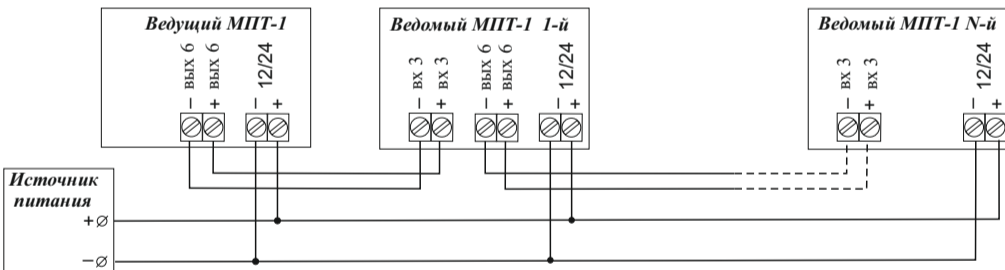 Ведущий МПТ-1
− вых 6
+ вых 6
− 12/24
+
Ведомый МПТ-1 1-й
− вх 3
+ вх 3
− вых 6
+ вых 6
− 12/24
+
Ведомый МПТ-1 N-й
− вх 3
+ вх 3
− 12/24
+
Источник
питания
+
−